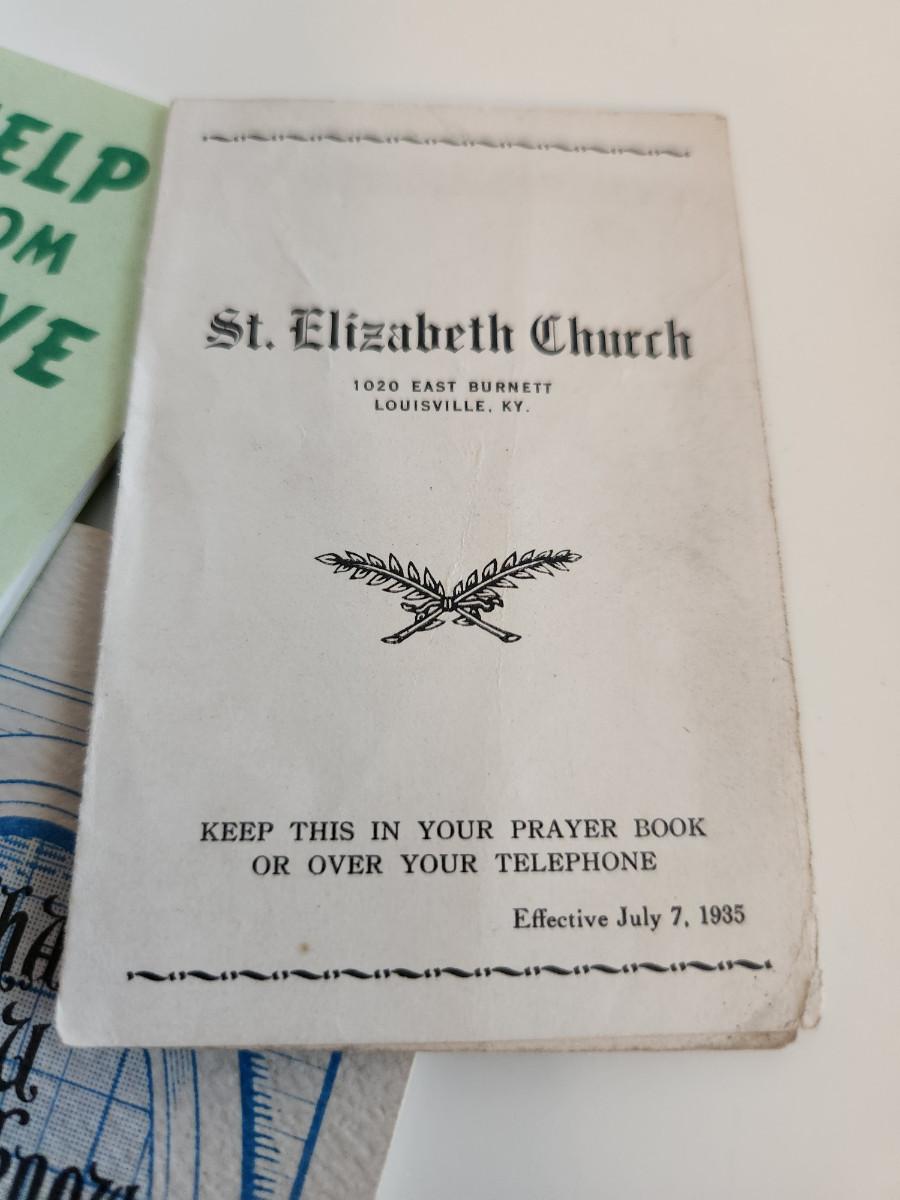 St. Elizabeth Church
1020 EAST BURNETT
LOUISVILLE, KY.
KEEP THIS IN YOUR PRAYER BOOK
OR OVER YOUR TELEPHONE
Effective July 7, 1935